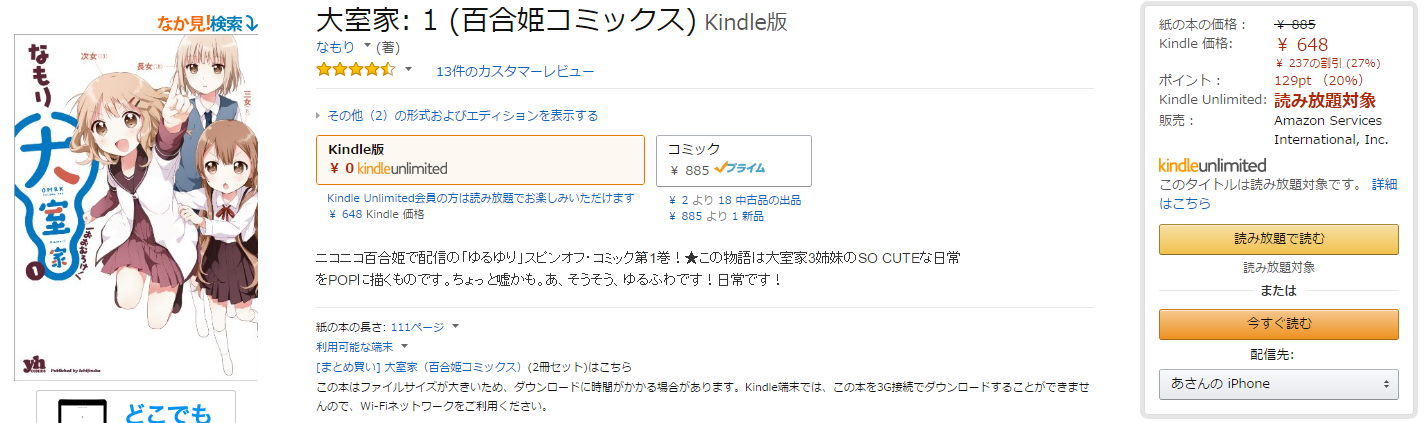 なか見!検索
なもり
次女(13)
長女(18)
三女
大室家
1
yh
COMICS
Published by Ichijinsha
どこでも
大室家: 1 (百合姫コミックス) Kindle版
なもり (著)
13件のカスタマーレビュー
その他（2）の形式およびエディションを表示する
Kindle版
￥ 0 kindleunlimited
Kindle Unlimited会員の方は読み放題でお楽しみいただけます
￥ 648 Kindle 価格
コミック
￥ 885 プライム
￥ 2 より 18 中古品の出品
￥ 885 より 1 新品
ニコニコ百合姫で配信の「ゆるゆり」スピンオフ・コミック第1巻！★この物語は大室家3姉妹のSO CUTEな日常
をPOPに描くものです。ちょっと嘘かも。あ、そうそう、ゆるふわです！日常です！
紙の本の長さ: 111ページ
利用可能な端末
[まとめ買い] 大室家（百合姫コミックス）(2冊セット)はこちら
この本はファイルサイズが大きいため、ダウンロードに時間がかかる場合があります。Kindle端末では、この本を3G接続でダウンロードすることができませ
んので、Wi-Fiネットワークをご利用ください。
紙の本の価格： ￥ 885
Kindle 価格: ￥ 648
￥ 237の割引 (27%)
ポイント： 129pt （20%）
Kindle Unlimited: 読み放題対象
販売： Amazon Services
International, Inc.
kindleunlimited
このタイトルは読み放題対象です。 詳細
はこちら
読み放題で読む
読み放題対象
または
今すぐ読む
配信先:
あさんの iPhone